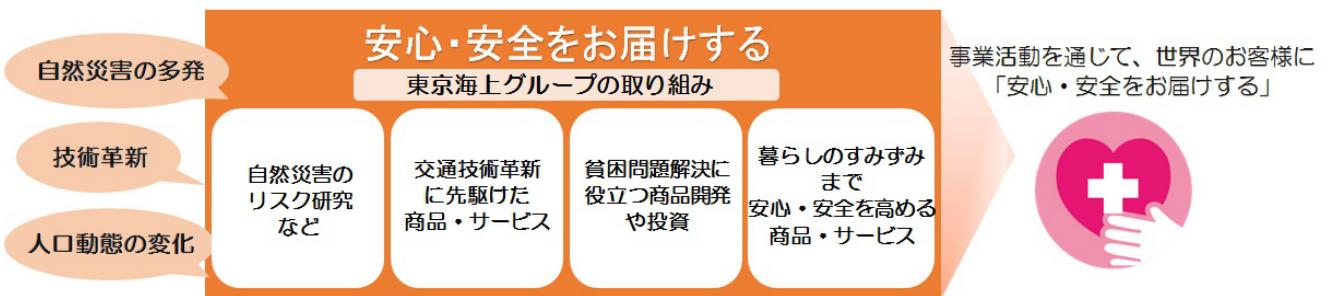 自然災害の多発
技術革新
人口動態の変化
安心・安全をお届けする
東京海上グループの取り組み
自然災害の
リスク研究
など
交通技術革新
に先駆けた
商品・サービス
貧困問題解決に
役立つ商品開発
や投資
暮らしのすみずみ
まで
安心・安全を高める
商品・サービス
事業活動を通じて、世界のお客様に
「安心・安全をお届けする」